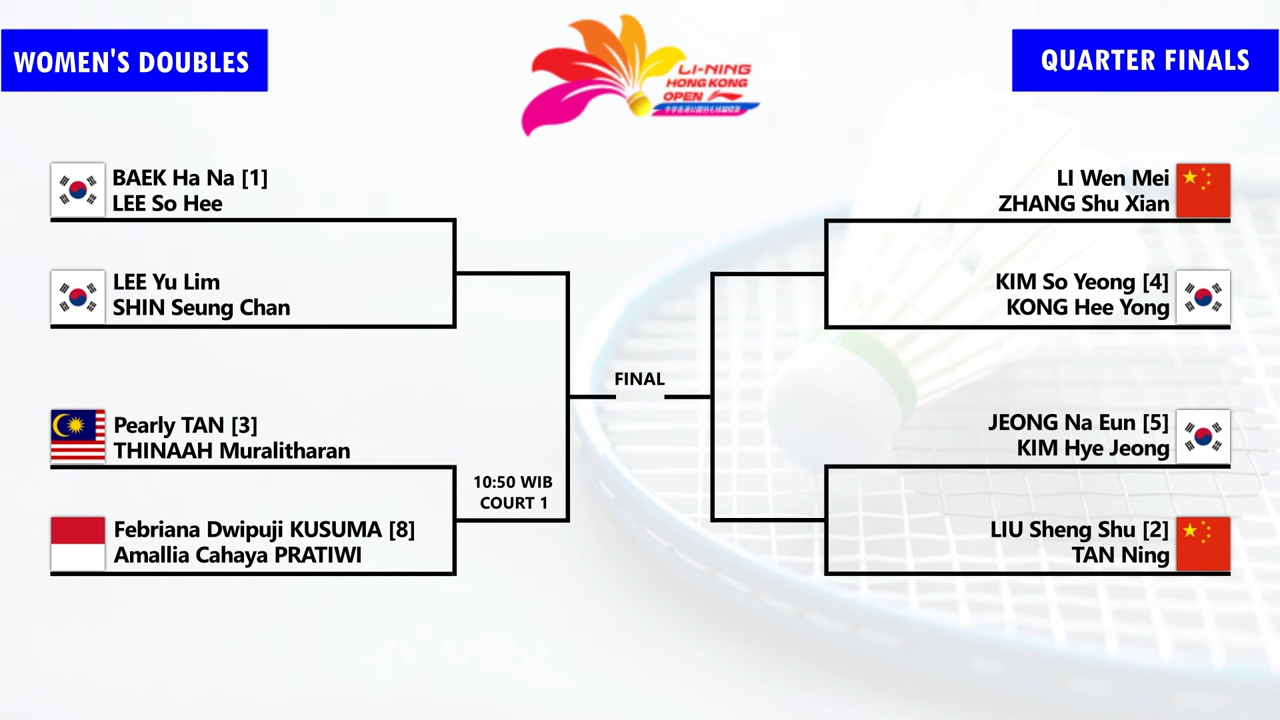 WOMEN'S DOUBLES
LI-NING
HONG KONG
OPEN
QUARTER FINALS
BAEK Ha Na [1]
LEE So Hee
LEE Yu Lim
SHIN Seung Chan
Pearly TAN [3]
THINAAH Muralitharan
Febriana Dwipuji KUSUMA [8]
Amallia Cahaya PRATIWI
10:50 WIB
COURT 1
FINAL
LI Wen Mei
ZHANG Shu Xian
KIM So Yeong [4]
KONG Hee Yong
JEONG Na Eun [5]
KIM Hye Jeong
LIU Sheng Shu [2]
TAN Ning